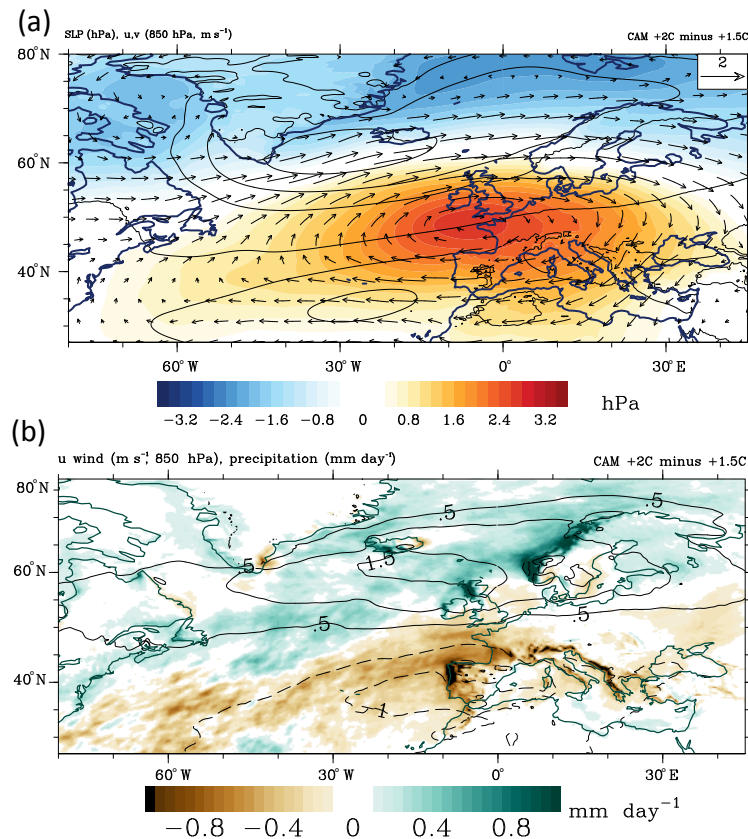 (a)
SLP (hPa), u,v (850 hPa, m s⁻¹) CAM +2C minus +1.5C
80°N
2
60°N
40°N
60°W 30°W 0° 30°E
−3.2 −2.4 −1.6 −0.8 0 0.8 1.6 2.4 3.2 hPa
(b)
u wind (m s⁻¹, 850 hPa), precipitation (mm day⁻¹) CAM +2C minus +1.5C
80°N
.5 .5
60°N
.5 1.5
.5 .5
40°N
1
60°W 30°W 0° 30°E
−0.8 −0.4 0 0.4 0.8 mm day⁻¹